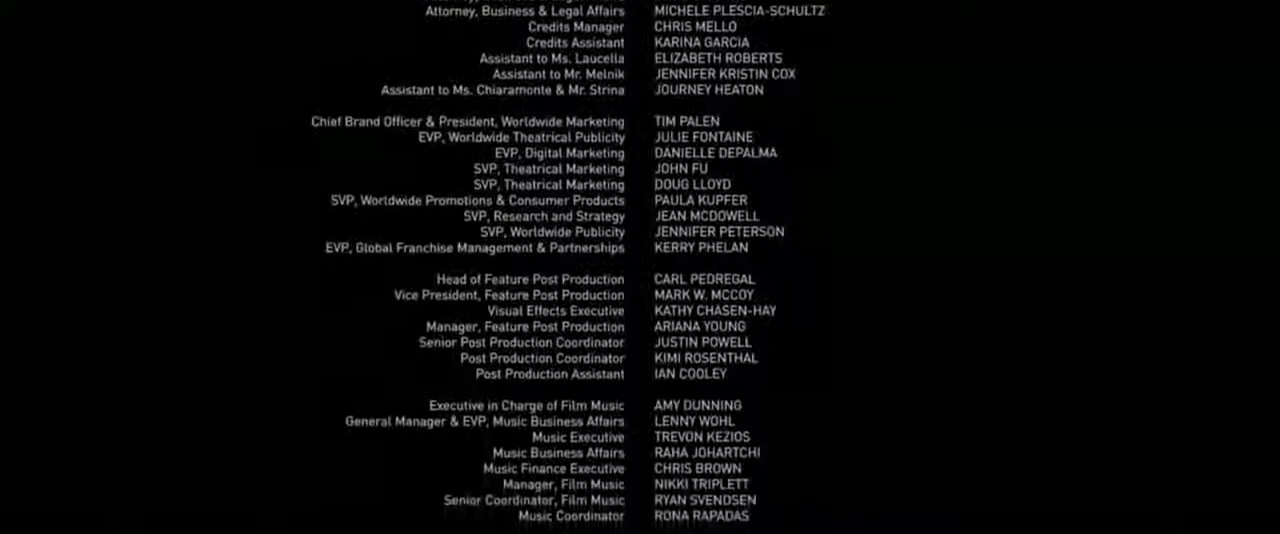 Attorney, Business & Legal Affairs MICHELE PLESCIA-SCHULTZ
Credits Manager CHRIS MELLO
Credits Assistant KARINA GARCIA
Assistant to Ms. Laucella ELIZABETH ROBERTS
Assistant to Mr. Melnik JENNIFER KRISTIN COX
Assistant to Ms. Chiaramonte & Mr. Strina JOURNEY HEATON
Chief Brand Officer & President, Worldwide Marketing TIM PALEN
EVP, Worldwide Theatrical Publicity JULIE FONTAINE
EVP, Digital Marketing DANIELLE DEPALMA
SVP, Theatrical Marketing JOHN FU
SVP, Theatrical Marketing DOUG LLOYD
SVP, Worldwide Promotions & Consumer Products PAULA KUPFER
SVP, Research and Strategy JEAN MCDOWELL
SVP, Worldwide Publicity JENNIFER PETERSON
EVP, Global Franchise Management & Partnerships KERRY PHELAN
Head of Feature Post Production CARL PEDREGAL
Vice President, Feature Post Production MARK W. MCCOY
Visual Effects Executive KATHY CHASEN-HAY
Manager, Feature Post Production ARIANA YOUNG
Senior Post Production Coordinator JUSTIN POWELL
Post Production Coordinator KIMI ROSENTHAL
Post Production Assistant IAN COOLEY
Executive in Charge of Film Music AMY DUNNING
General Manager & EVP, Music Business Affairs LENNY WOHL
Music Executive TREVON KEZIOS
Music Business Affairs RAHA JOHARTCHI
Music Finance Executive CHRIS BROWN
Manager, Film Music NIKKI TRIPLETT
Senior Coordinator, Film Music RYAN SVENDSEN
Music Coordinator RONA RAPADAS